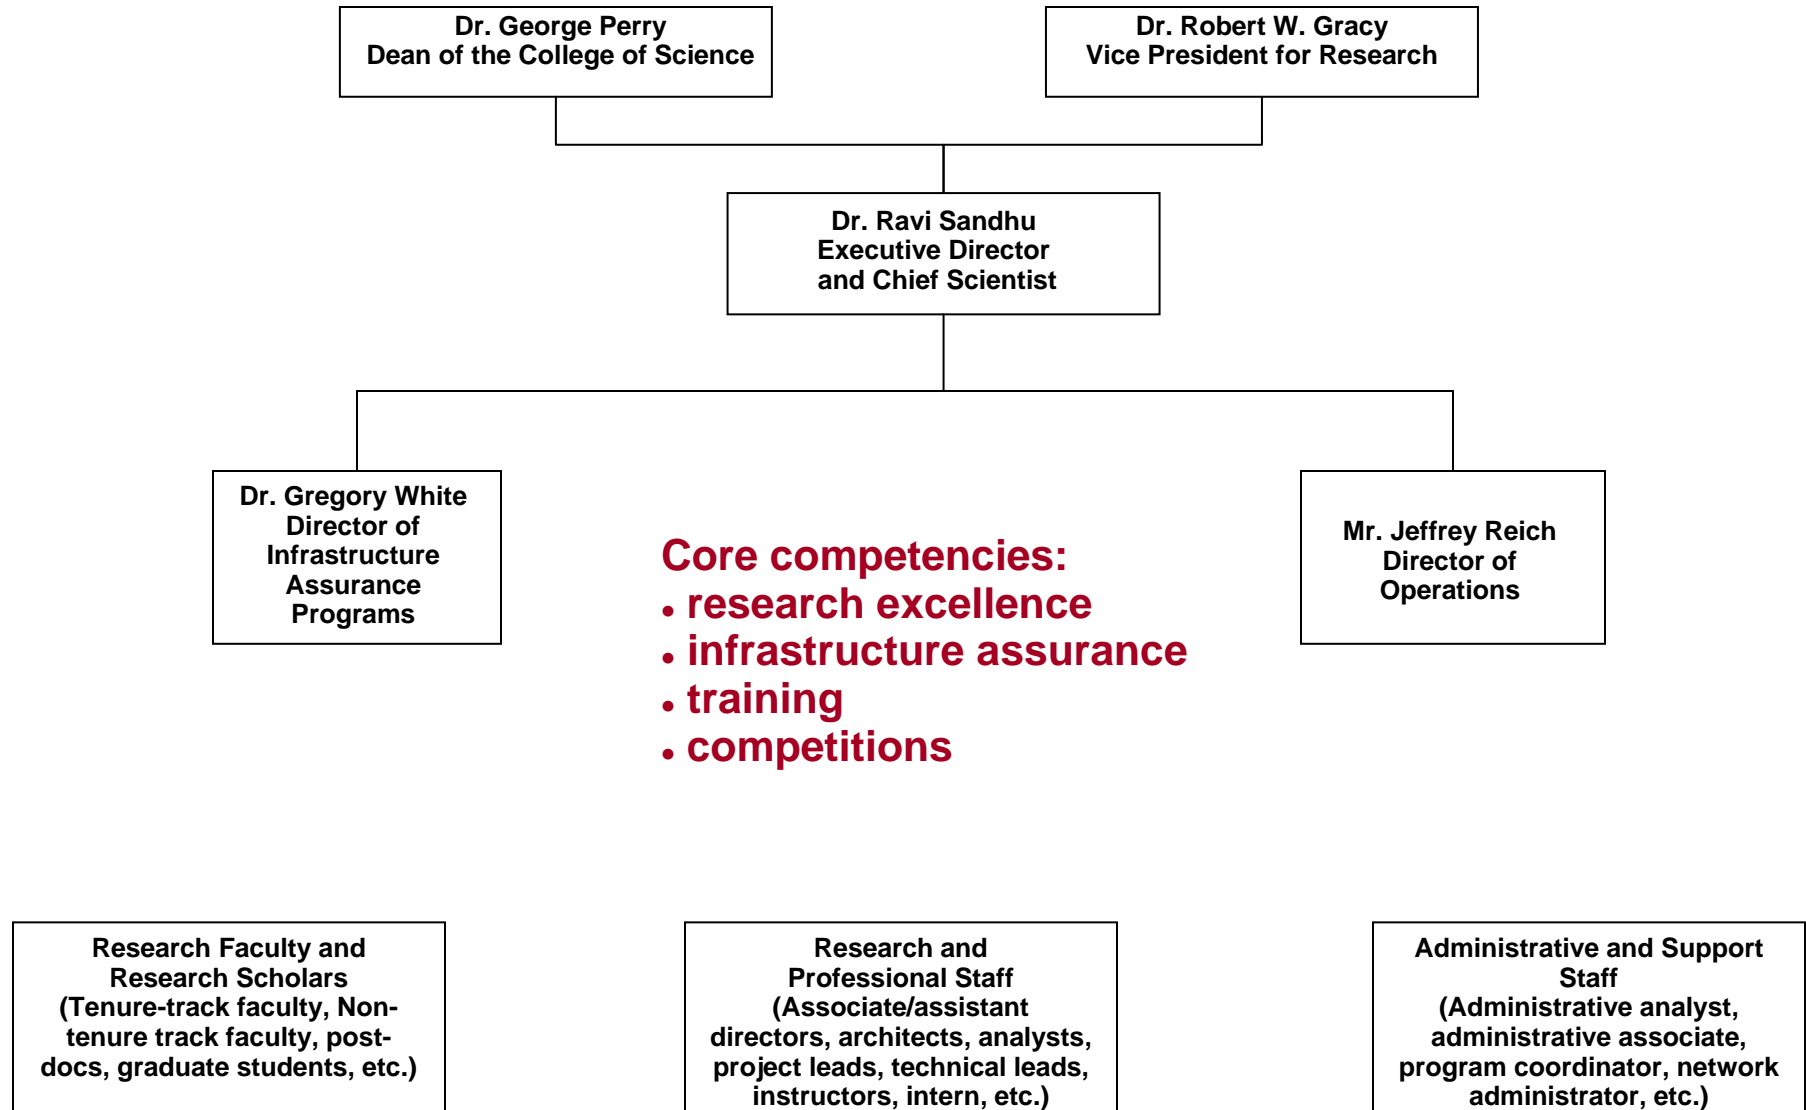 Dr. George Perry
Dean of the College of Science
Dr. Robert W. Gracy
Vice President for Research
Dr. Ravi Sandhu
Executive Director
and Chief Scientist
Dr. Gregory White
Director of
Infrastructure
Assurance
Programs
Core competencies:
• research excellence
• infrastructure assurance
• training
• competitions
Mr. Jeffrey Reich
Director of
Operations
Research Faculty and
Research Scholars
(Tenure-track faculty, Non-
tenure track faculty, post-
docs, graduate students, etc.)
Research and
Professional Staff
(Associate/assistant
directors, architects, analysts,
project leads, technical leads,
instructors, intern, etc.)
Administrative and Support
Staff
(Administrative analyst,
administrative associate,
program coordinator, network
administrator, etc.)